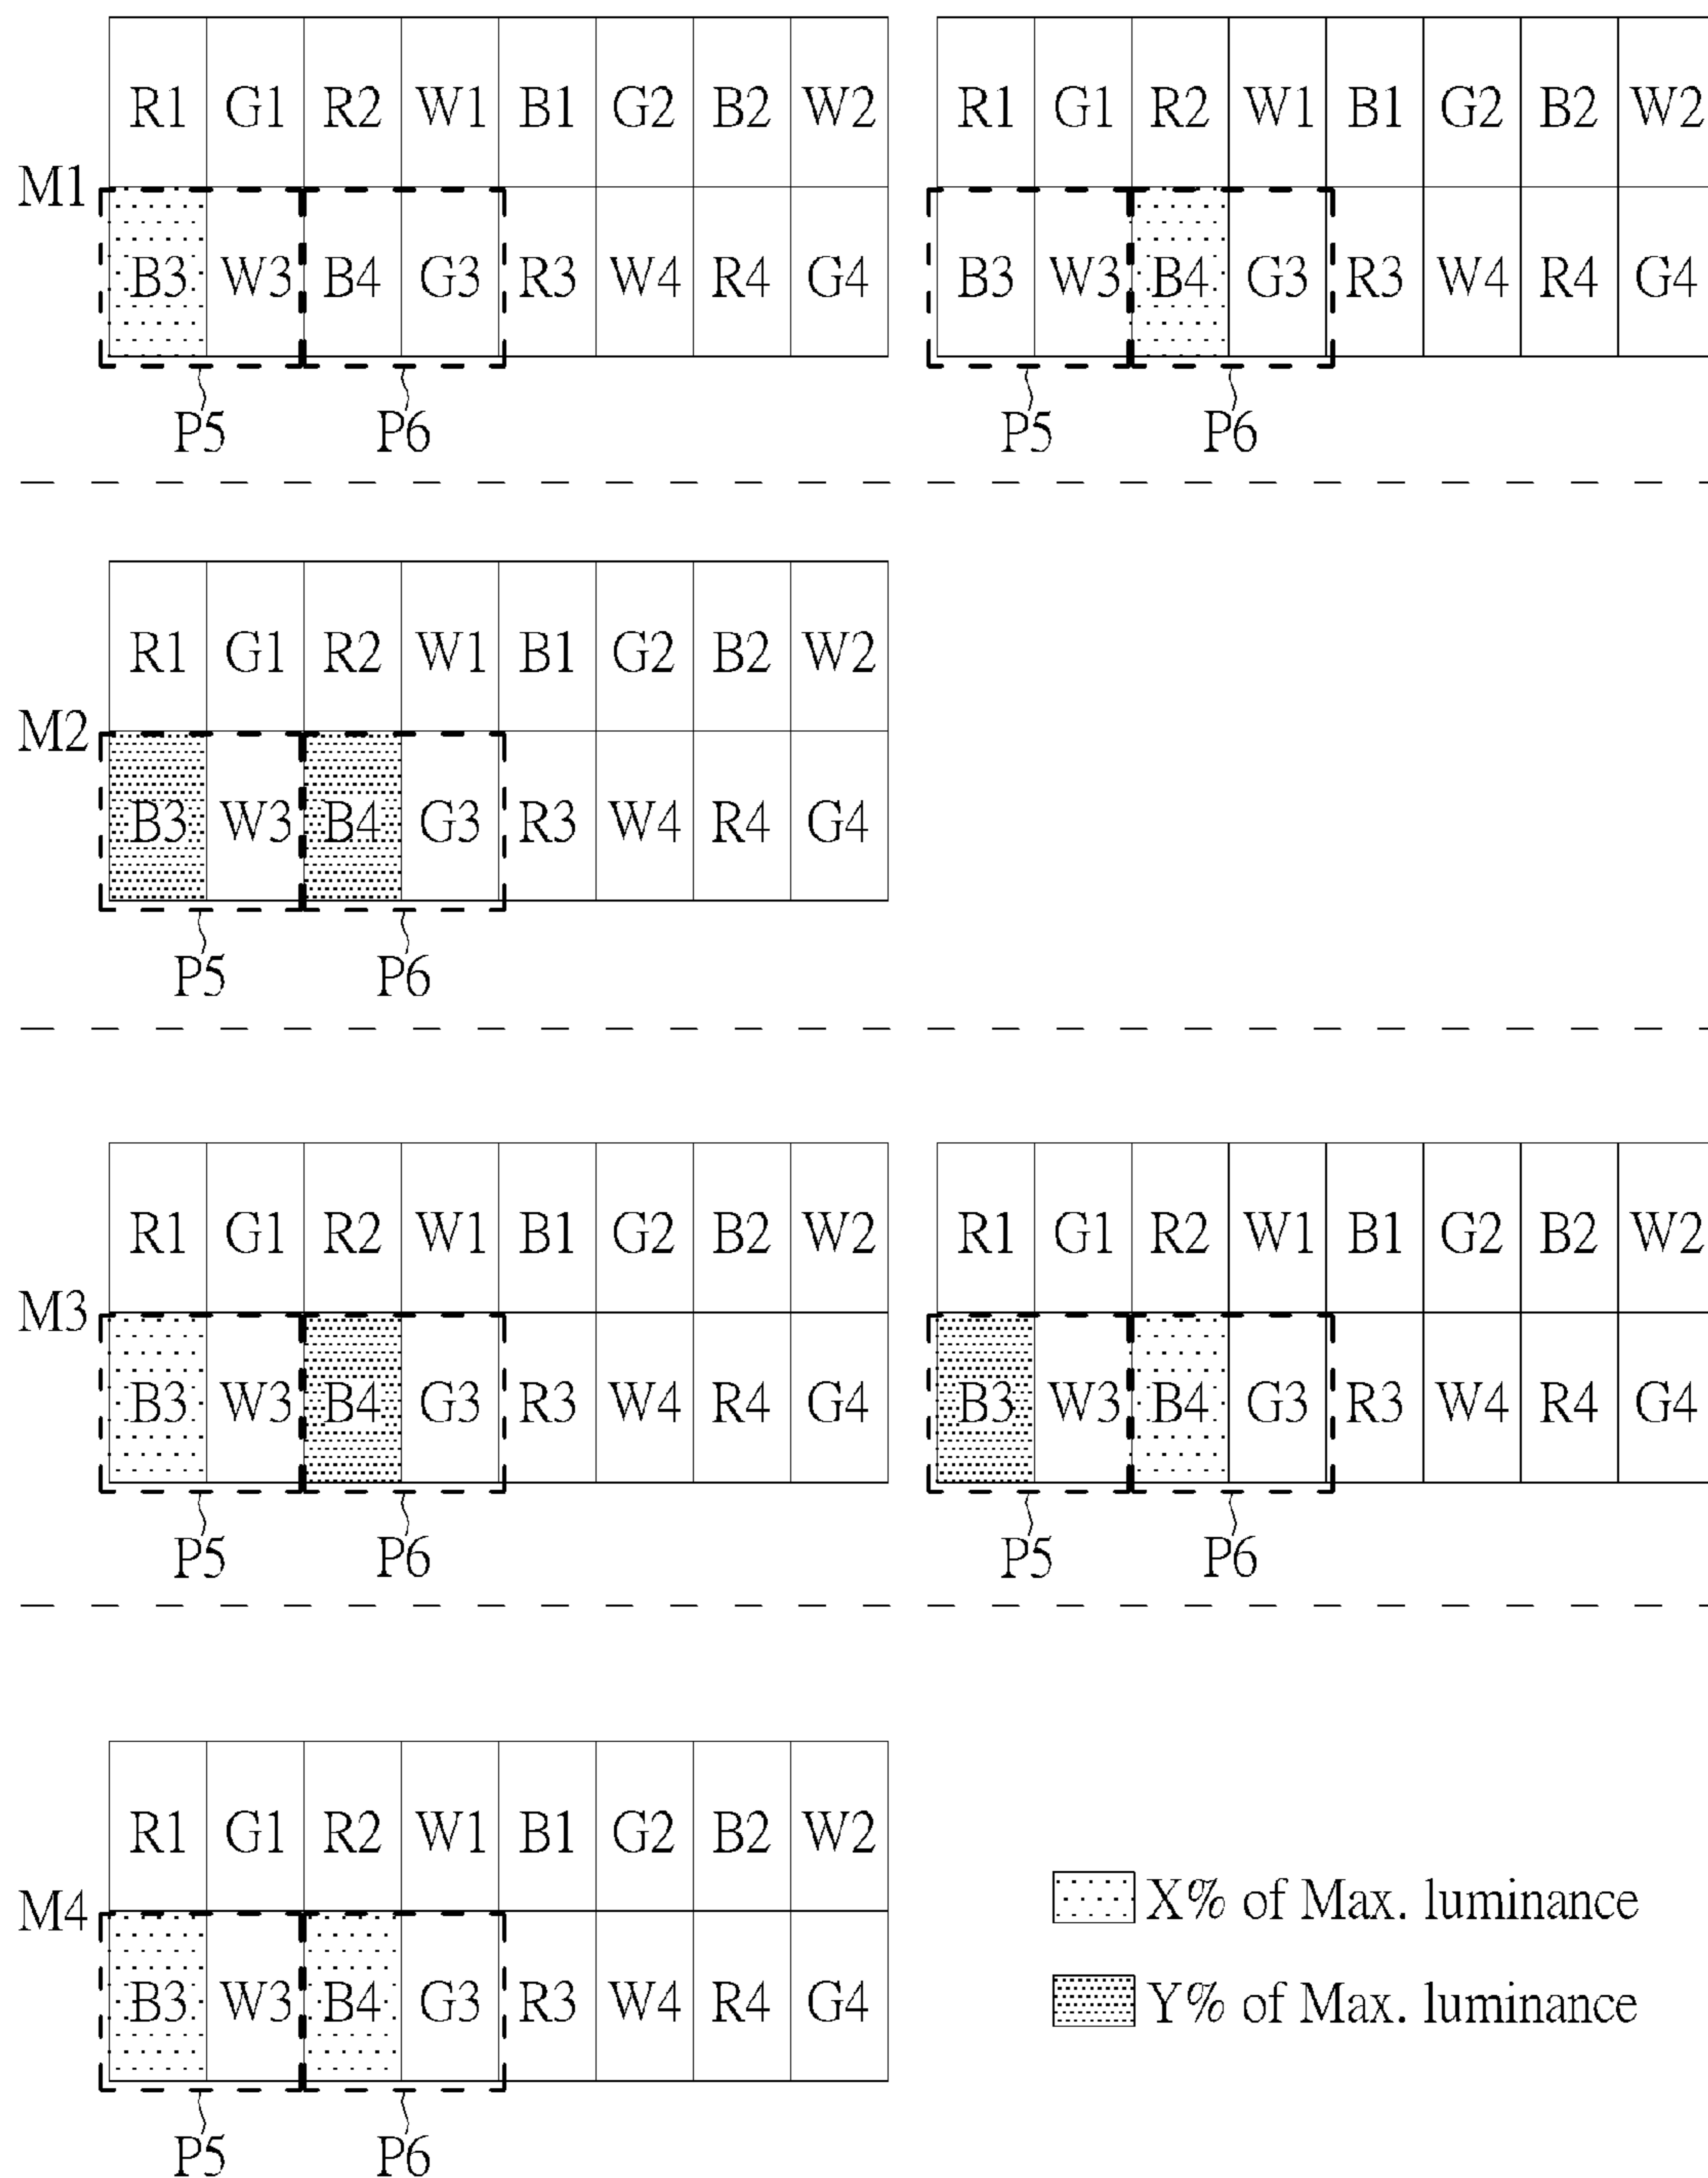 R1 G1 R2 W1 B1 G2 B2 W2 R1 G1 R2 W1 B1 G2 B2 W2
M1
B3 W3 B4 G3 R3 W4 R4 G4 B3 W3 B4 G3 R3 W4 R4 G4
P5 P6 P5 P6
R1 G1 R2 W1 B1 G2 B2 W2
M2
B3 W3 B4 G3 R3 W4 R4 G4
P5 P6
R1 G1 R2 W1 B1 G2 B2 W2 R1 G1 R2 W1 B1 G2 B2 W2
M3
B3 W3 B4 G3 R3 W4 R4 G4 B3 W3 B4 G3 R3 W4 R4 G4
P5 P6 P5 P6
R1 G1 R2 W1 B1 G2 B2 W2
M4
B3 W3 B4 G3 R3 W4 R4 G4
P5 P6
X% of Max. luminance
Y% of Max. luminance